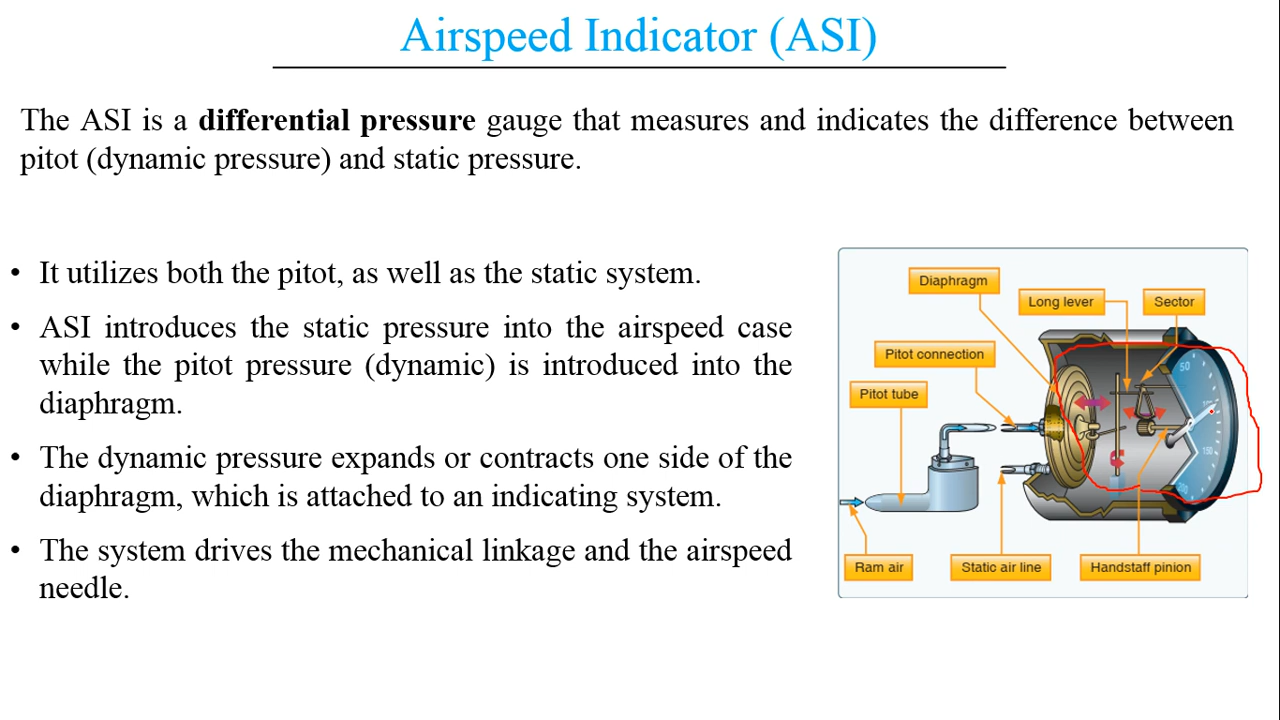 Airspeed Indicator (ASI)
The ASI is a differential pressure gauge that measures and indicates the difference between
pitot (dynamic pressure) and static pressure.
• It utilizes both the pitot, as well as the static system.
• ASI introduces the static pressure into the airspeed case
while the pitot pressure (dynamic) is introduced into the
diaphragm.
• The dynamic pressure expands or contracts one side of the
diaphragm, which is attached to an indicating system.
• The system drives the mechanical linkage and the airspeed
needle.
Diaphragm
Long lever
Sector
Pitot connection
Pitot tube
50
150
Ram air
Static air line
Handstaff pinion